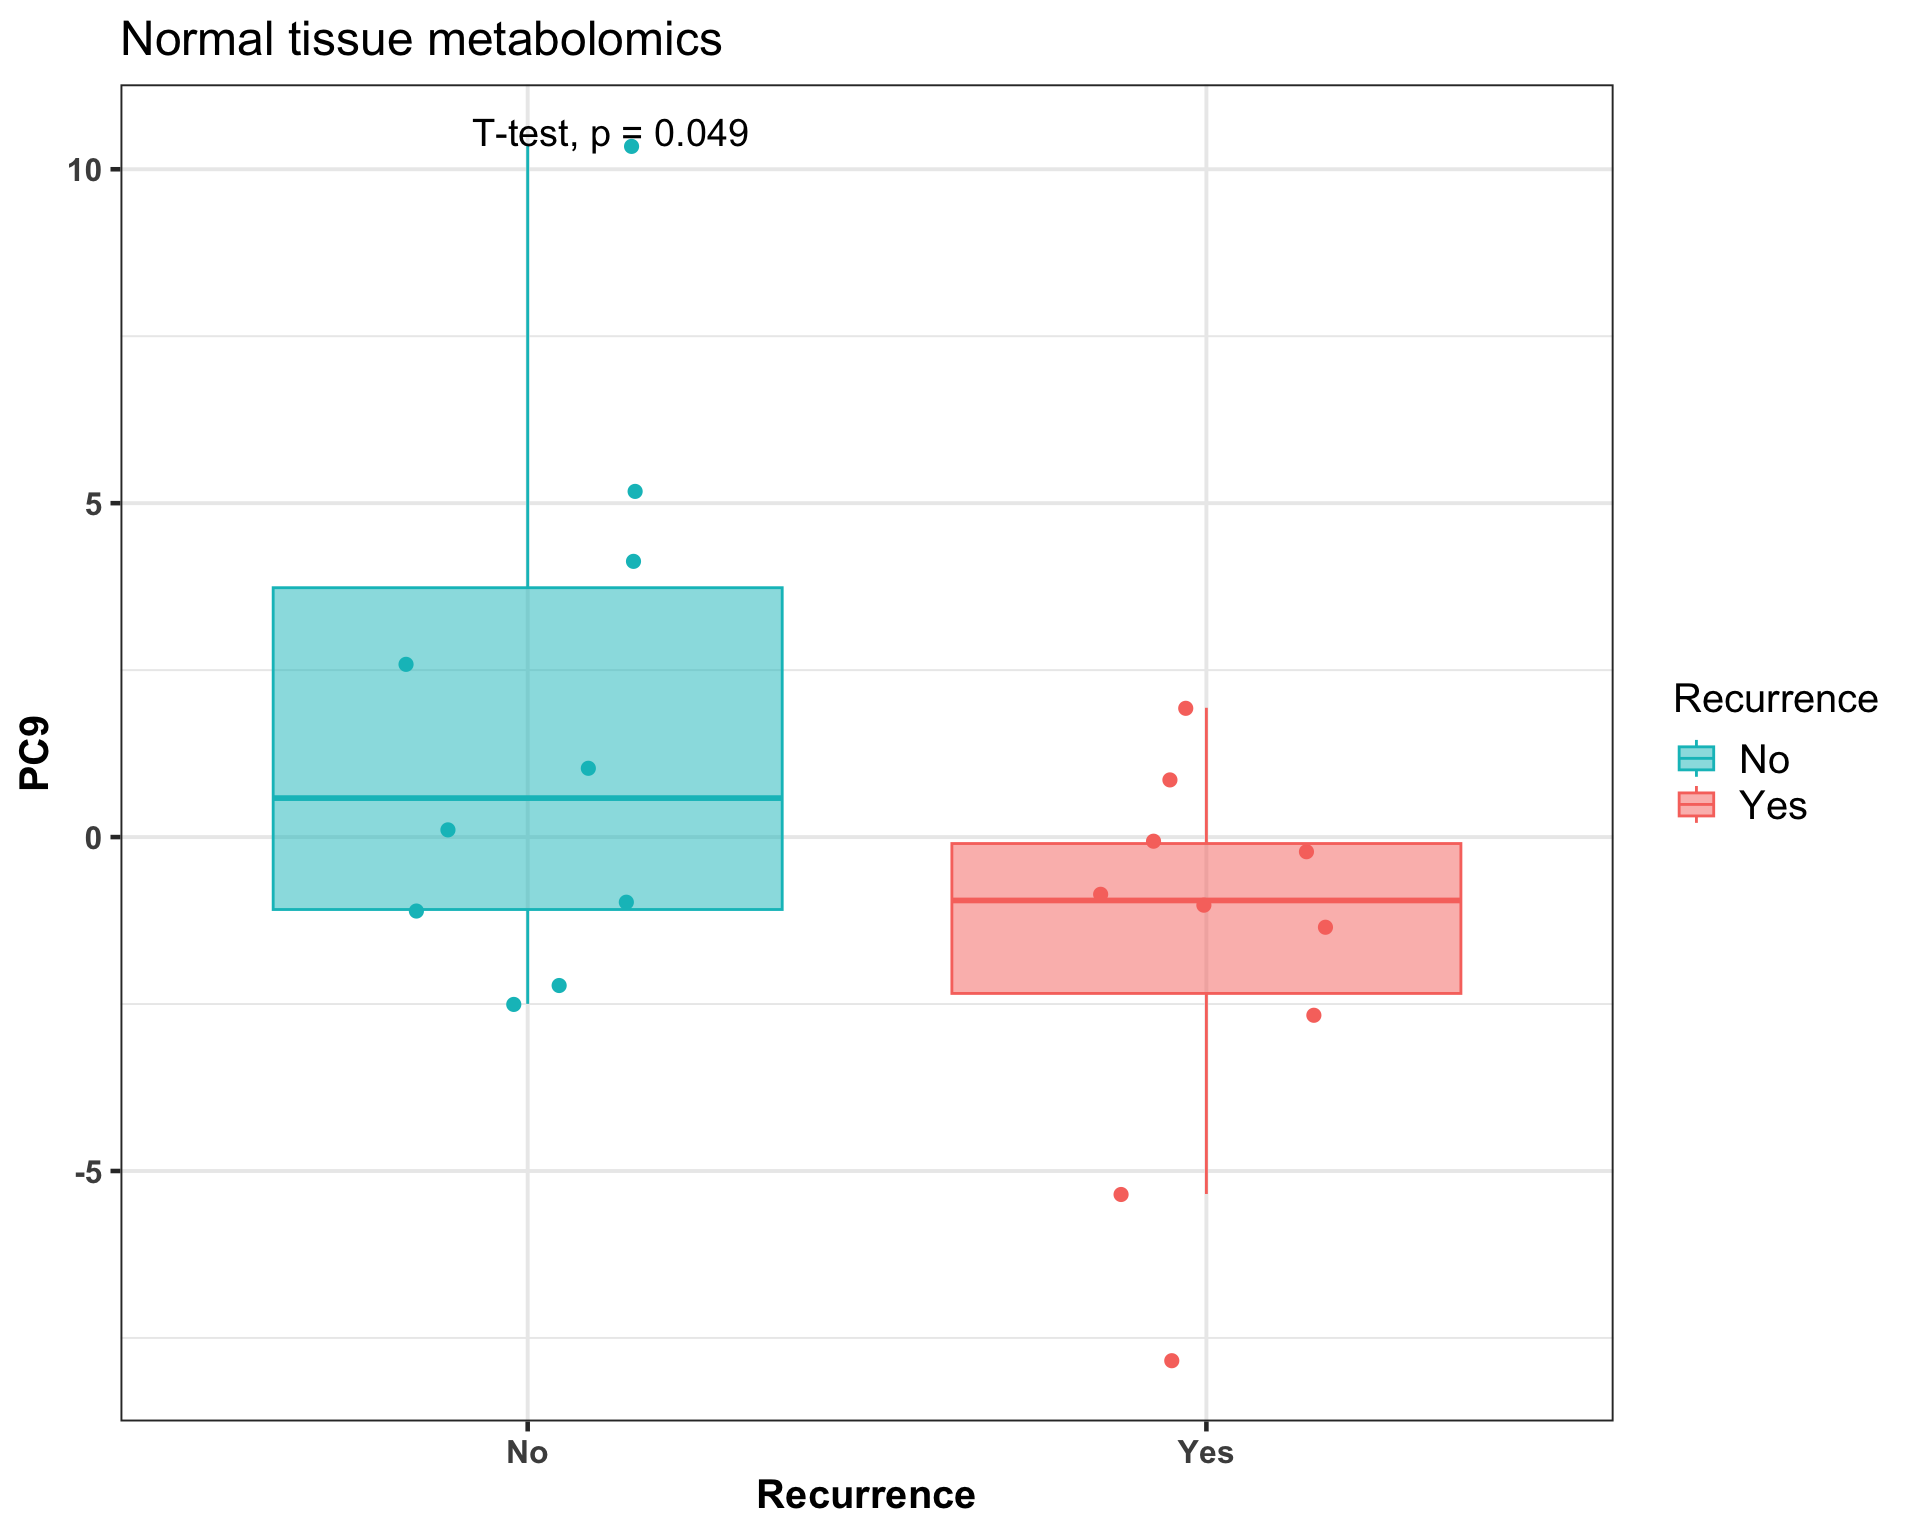 Normal tissue metabolomics
T-test, p = 0.049
10
5
0
-5
PC9
No
Yes
Recurrence
Recurrence
No
Yes